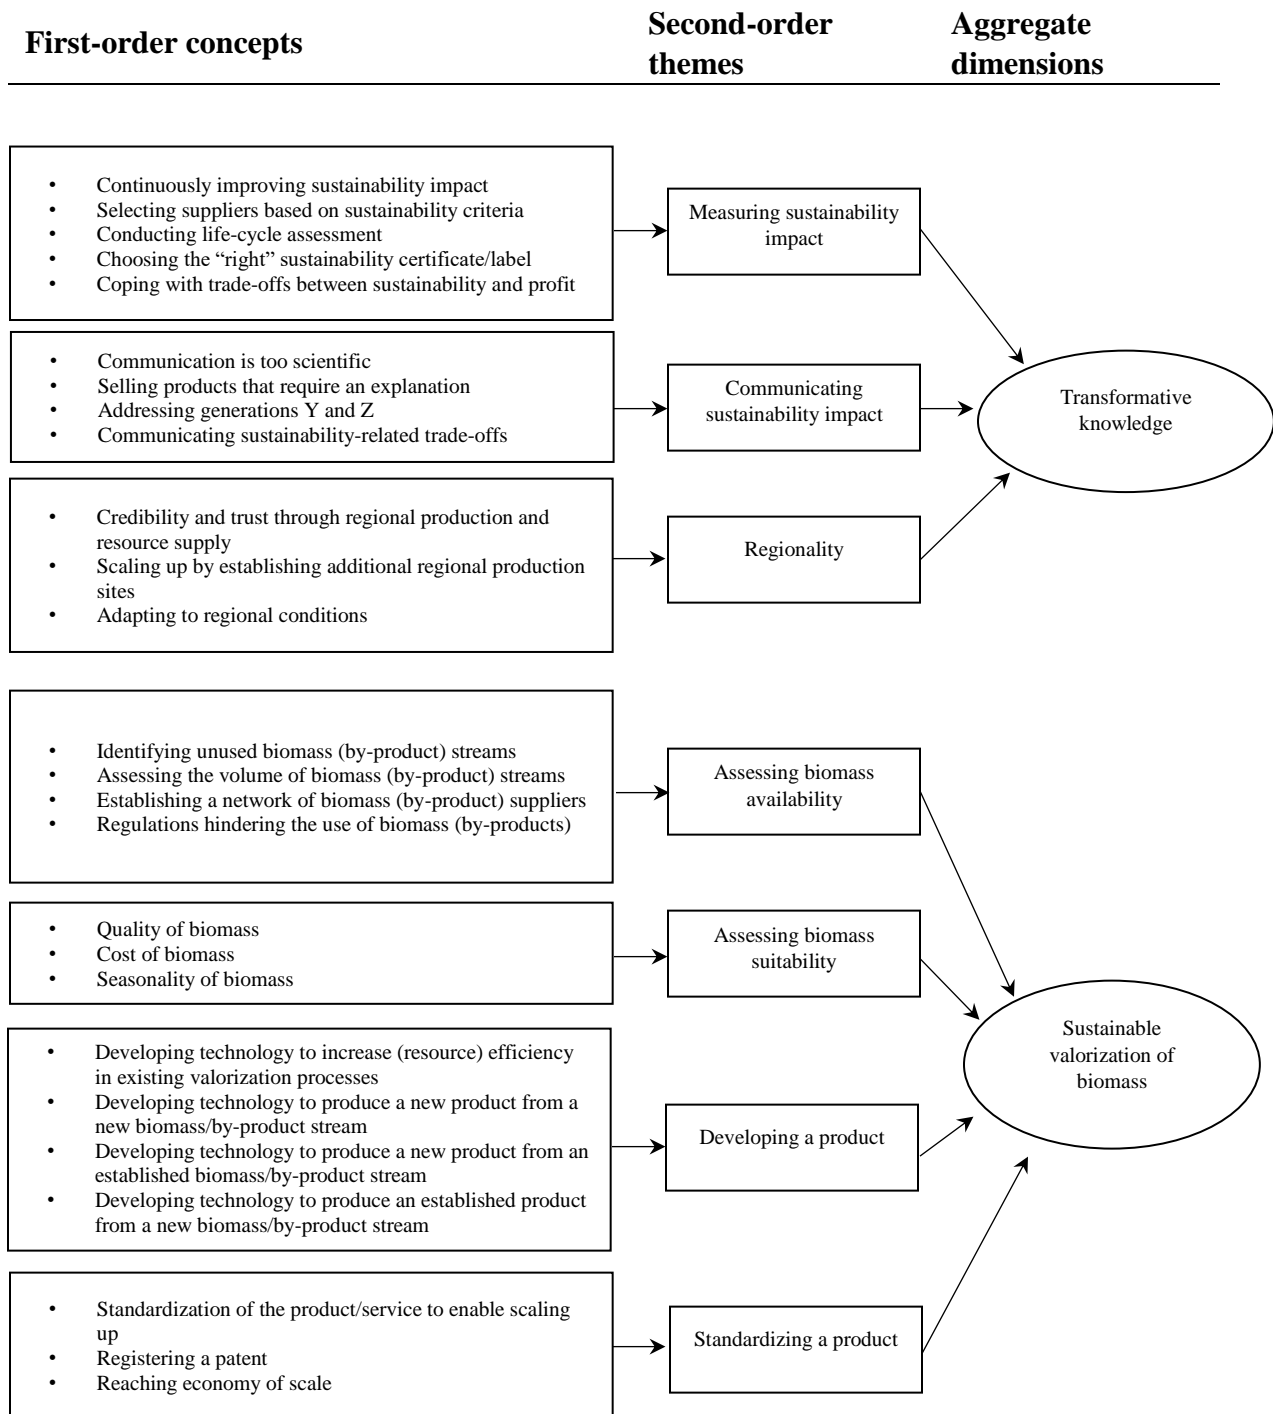 First-order concepts
Second-order
themes
Aggregate
dimensions
• Continuously improving sustainability impact
• Selecting suppliers based on sustainability criteria
• Conducting life-cycle assessment
• Choosing the “right” sustainability certificate/label
• Coping with trade-offs between sustainability and profit
Measuring sustainability
impact
• Communication is too scientific
• Selling products that require an explanation
• Addressing generations Y and Z
• Communicating sustainability-related trade-offs
Communicating
sustainability impact
Transformative
knowledge
• Credibility and trust through regional production and
resource supply
• Scaling up by establishing additional regional production
sites
• Adapting to regional conditions
Regionality
• Identifying unused biomass (by-product) streams
• Assessing the volume of biomass (by-product) streams
• Establishing a network of biomass (by-product) suppliers
• Regulations hindering the use of biomass (by-products)
Assessing biomass
availability
• Quality of biomass
• Cost of biomass
• Seasonality of biomass
Assessing biomass
suitability
Sustainable
valorization of
biomass
• Developing technology to increase (resource) efficiency
in existing valorization processes
• Developing technology to produce a new product from a
new biomass/by-product stream
• Developing technology to produce a new product from an
established biomass/by-product stream
• Developing technology to produce an established product
from a new biomass/by-product stream
Developing a product
• Standardization of the product/service to enable scaling
up
• Registering a patent
• Reaching economy of scale
Standardizing a product